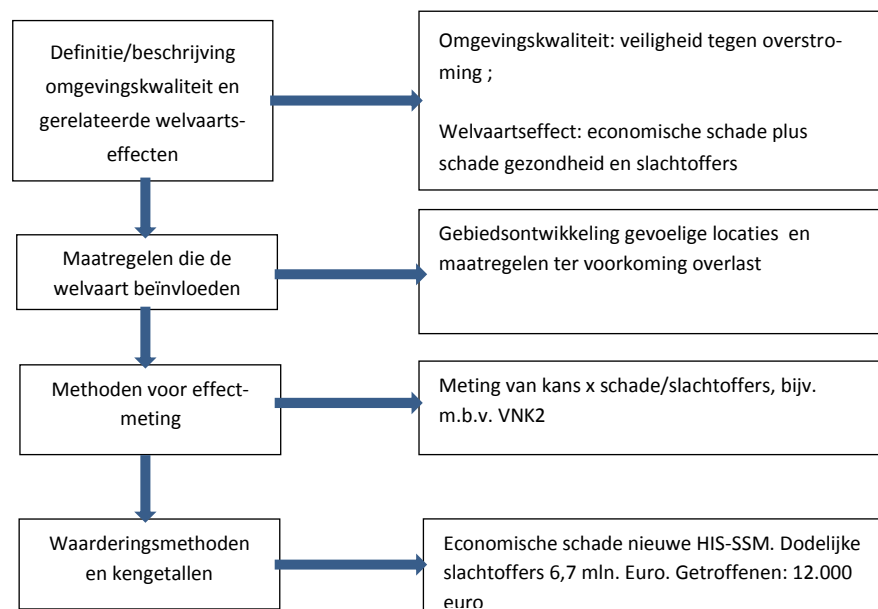 Definitie/beschrijving
omgevingskwaliteit en
gerelateerde welvaarts-
effecten
Omgevingskwaliteit: veiligheid tegen overstro-
ming ;
Welvaartseffect: economische schade plus
schade gezondheid en slachtoffers
Maatregelen die de
welvaart beïnvloeden
Gebiedsontwikkeling gevoelige locaties en
maatregelen ter voorkoming overlast
Methoden voor effect-
meting
Meting van kans x schade/slachtoffers, bijv.
m.b.v. VNK2
Waarderingsmethoden
en kengetallen
Economische schade nieuwe HIS-SSM. Dodelijke
slachtoffers 6,7 mln. Euro. Getroffenen: 12.000
euro